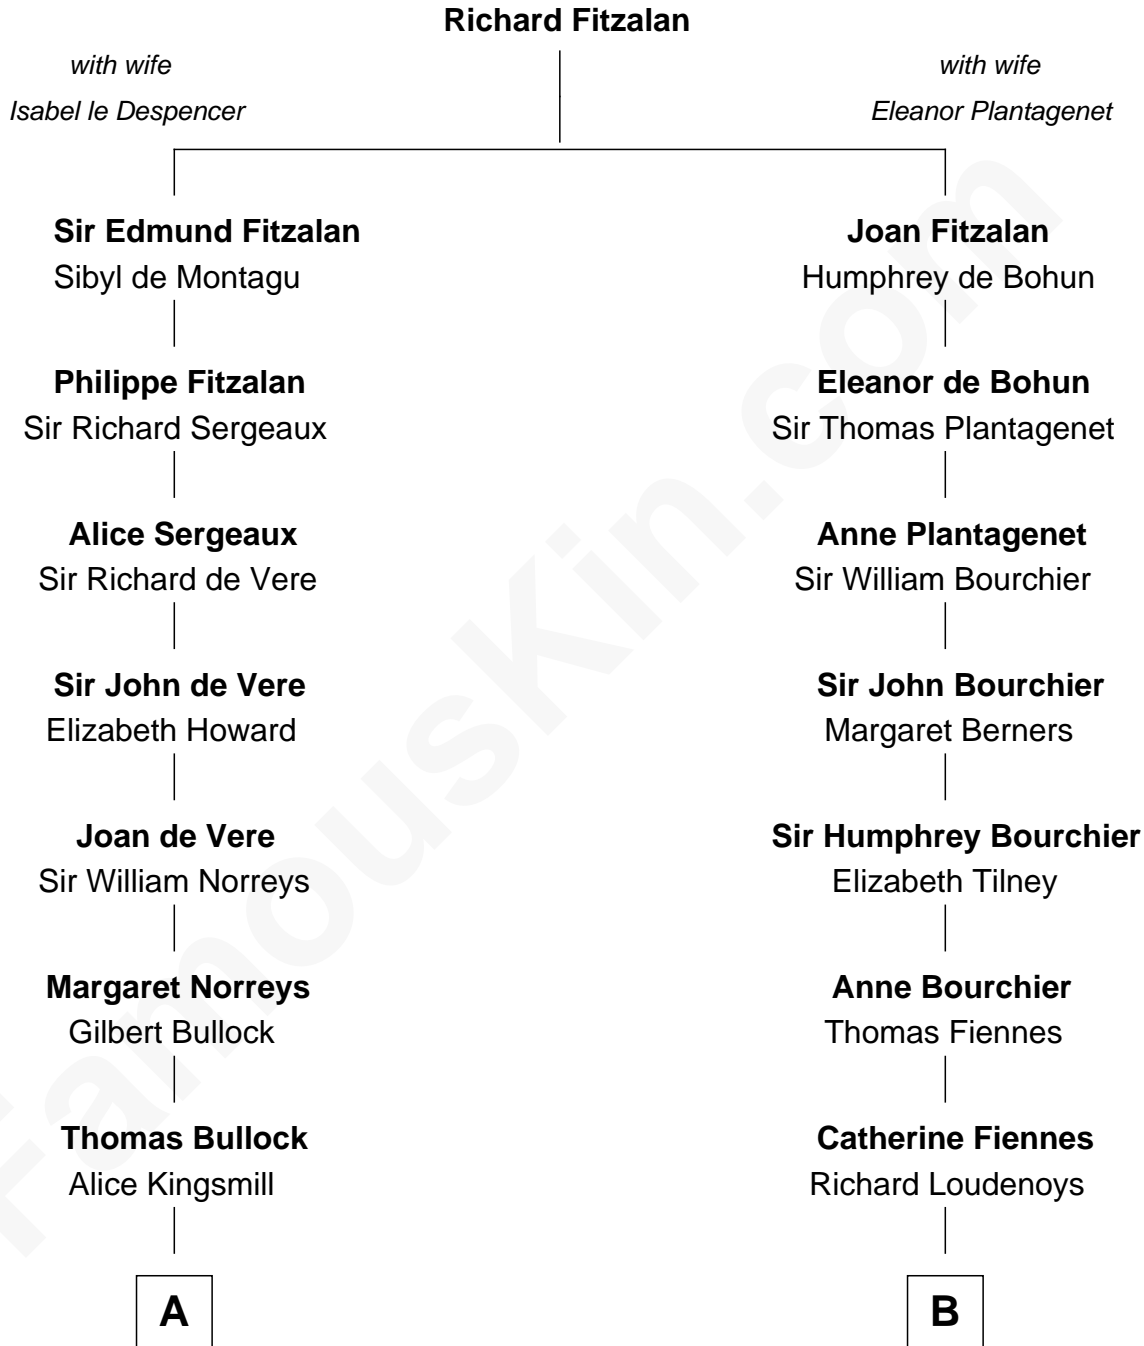 Richard Fitzalan
with wife
Isabel le Despencer
with wife
Eleanor Plantagenet
Sir Edmund Fitzalan
Sibyl de Montagu
Joan Fitzalan
Humphrey de Bohun
Philippe Fitzalan
Sir Richard Sergeaux
Eleanor de Bohun
Sir Thomas Plantagenet
Alice Sergeaux
Sir Richard de Vere
Anne Plantagenet
Sir William Bourchier
Sir John de Vere
Elizabeth Howard
Sir John Bourchier
Margaret Berners
Joan de Vere
Sir William Norreys
Sir Humphrey Bourchier
Elizabeth Tilney
Margaret Norreys
Gilbert Bullock
Anne Bourchier
Thomas Fiennes
Thomas Bullock
Alice Kingsmill
Catherine Fiennes
Richard Loudenoys
A
B
FamousKin.com